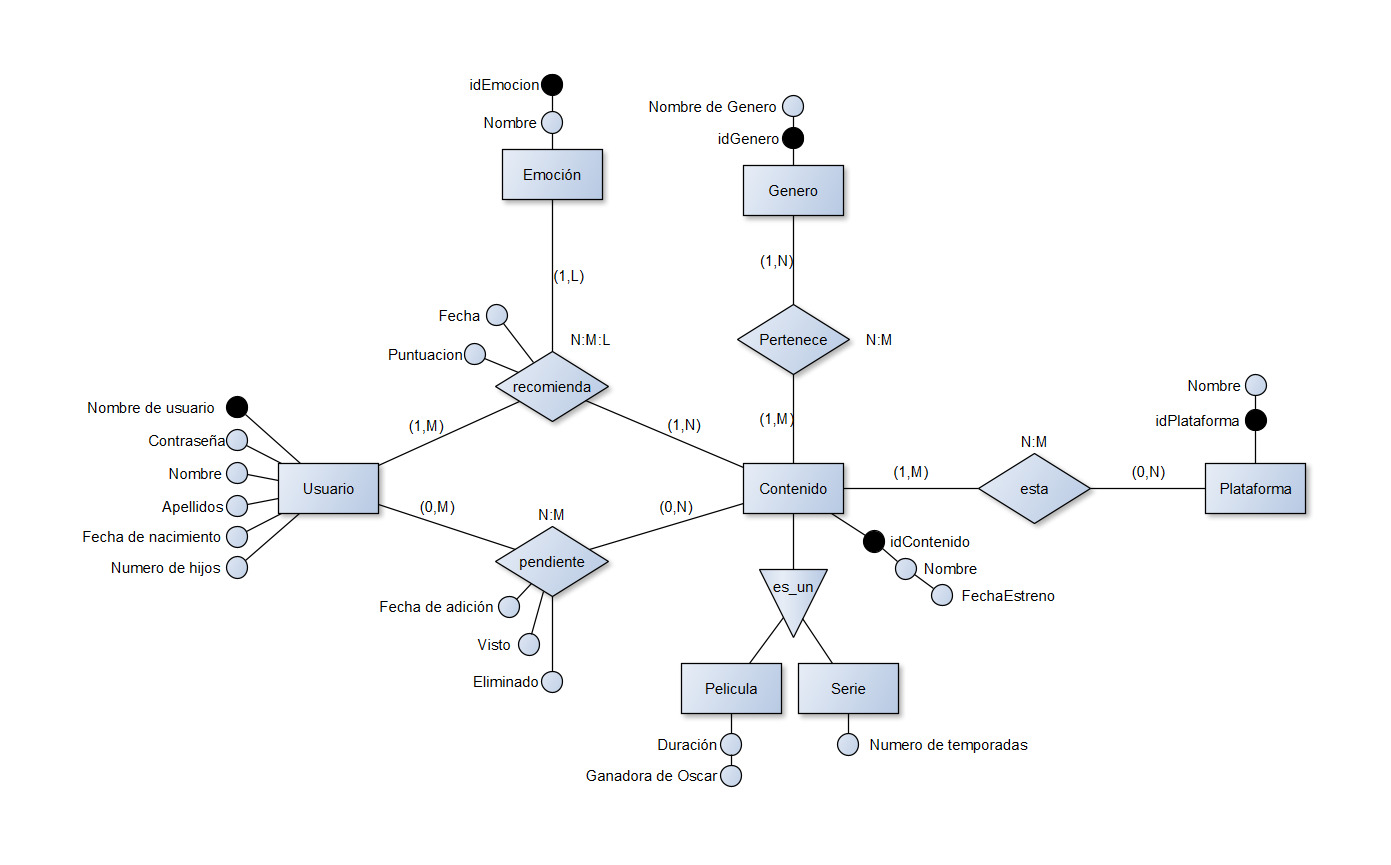 idEmocion
Nombre
Emoción
Nombre de Genero
idGenero
Genero
(1,L)
(1,N)
Fecha
Puntuacion
N:M:L
recomienda
Pertenece
N:M
Nombre de usuario
Contraseña
Nombre
Apellidos
Fecha de nacimiento
Numero de hijos
Usuario
(1,M)
(1,N)
(1,M)
Contenido
(1,M)
N:M
esta
(0,N)
Nombre
idPlataforma
Plataforma
(0,M)
N:M
(0,N)
pendiente
Fecha de adición
Visto
Eliminado
idContenido
Nombre
FechaEstreno
es_un
Pelicula
Serie
Duración
Ganadora de Oscar
Numero de temporadas